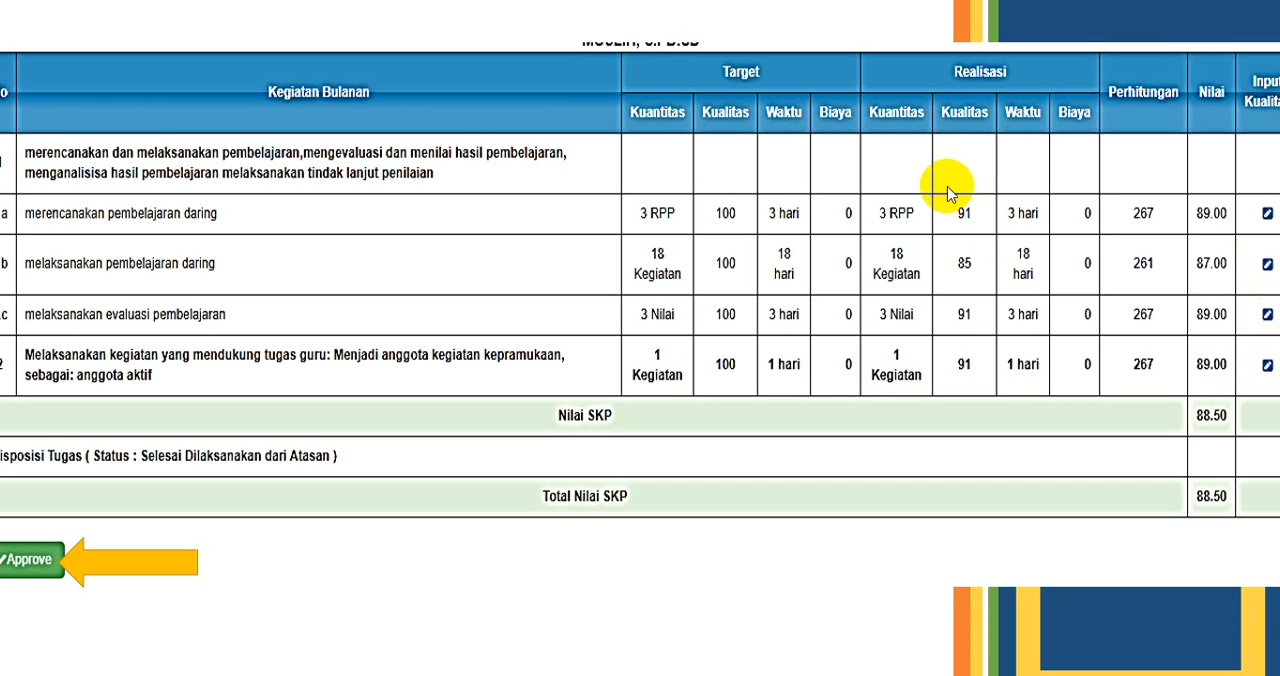 Target
Realisasi
Kegiatan Bulanan
Perhitungan
Nilai
Kuantitas Kualitas Waktu Biaya Kuantitas Kualitas Waktu Biaya
merencanakan dan melaksanakan pembelajaran,mengevaluasi dan menilai hasil pembelajaran,
menganalisisa hasil pembelajaran melaksanakan tindak lanjut penilaian
a merencanakan pembelajaran daring 3 RPP 100 3 hari 0 3 RPP 91 3 hari 0 267 89.00
b melaksanakan pembelajaran daring 18 Kegiatan 100 18 hari 0 18 Kegiatan 85 18 hari 0 261 87.00
c melaksanakan evaluasi pembelajaran 3 Nilai 100 3 hari 0 3 Nilai 91 3 hari 0 267 89.00
Melaksanakan kegiatan yang mendukung tugas guru: Menjadi anggota kegiatan kepramukaan,
sebagai: anggota aktif 1 Kegiatan 100 1 hari 0 1 Kegiatan 91 1 hari 0 267 89.00
Nilai SKP 88.50
isposisi Tugas ( Status : Selesai Dilaksanakan dari Atasan )
Total Nilai SKP 88.50
Approve